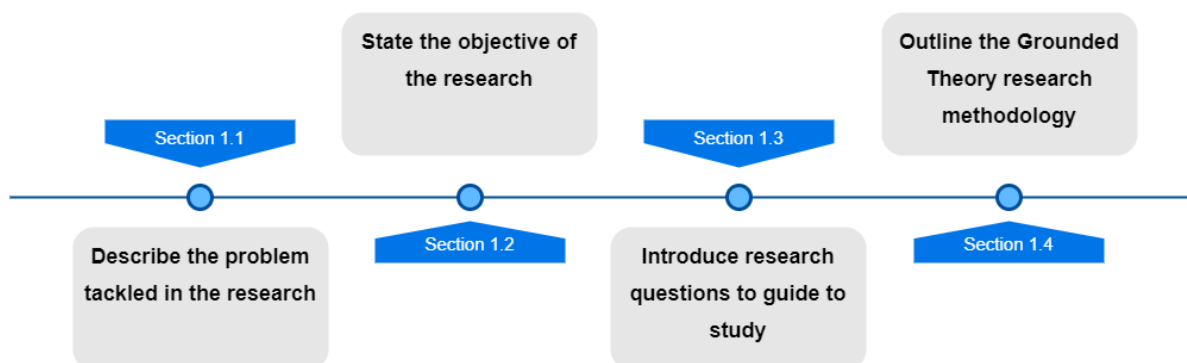 Section 1.1
Describe the problem
tackled in the research
State the objective of
the research
Section 1.2
Section 1.3
Introduce research
questions to guide to
study
Outline the Grounded
Theory research
methodology
Section 1.4